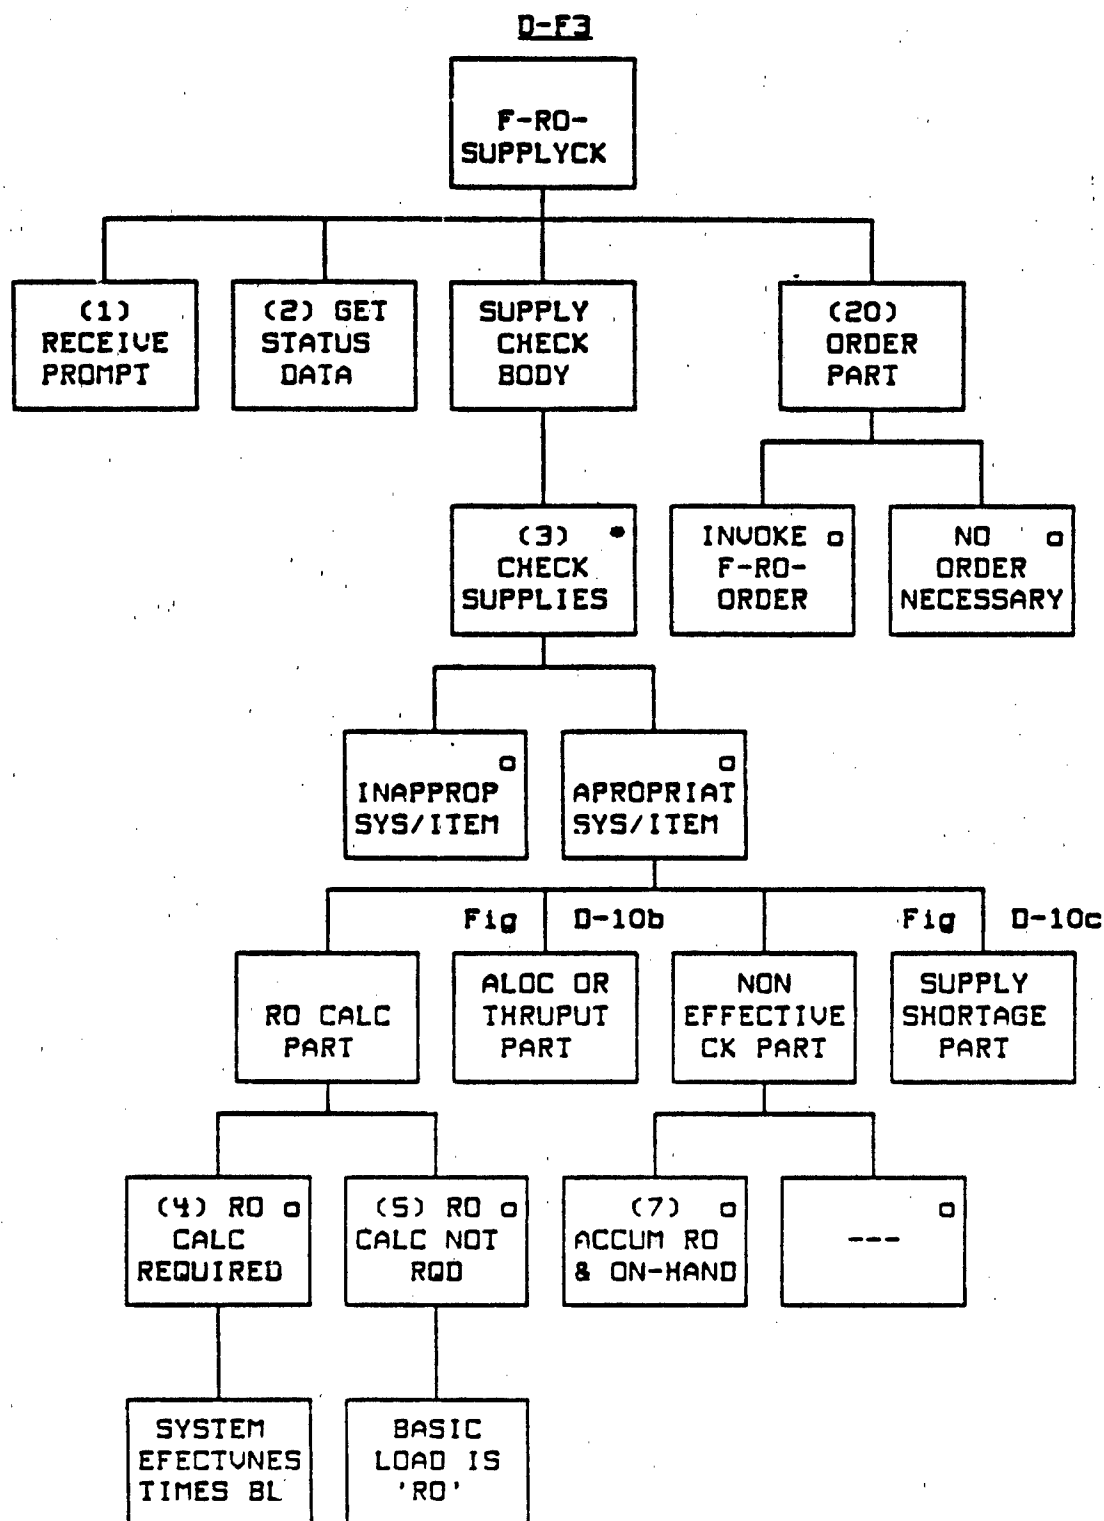 D-F3
F-RO-
SUPPLYCK
(1)
RECEIVE
PROMPT
(2) GET
STATUS
DATA
SUPPLY
CHECK
BODY
(20)
ORDER
PART
(3) *
CHECK
SUPPLIES
INVOKE o
F-RO-
ORDER
NO o
ORDER
NECESSARY
o
INAPPROP
SYS/ITEM
o
APROPRIAT
SYS/ITEM
Fig D-10b
Fig D-10c
RO CALC
PART
ALOC OR
THRUPUT
PART
NON
EFFECTIVE
CK PART
SUPPLY
SHORTAGE
PART
(4) RO o
CALC
REQUIRED
(5) RO o
CALC NOT
RQD
(7) o
ACCUM RO
& ON-HAND
o
---
SYSTEM
EFECTVNES
TIMES BL
BASIC
LOAD IS
'RO'